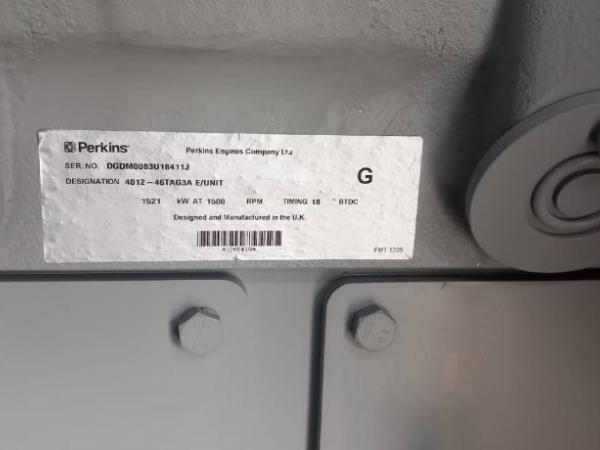 Perkins Perkins Engines Company Ltd
SER. NO. DGDM0083U18411J
DESIGNATION 4012-46TAG3A E/UNIT G
1521 kW AT 1500 RPM TIMING 18 ° BTDC
Designed and Manufactured in the U.K.
FMT 1205